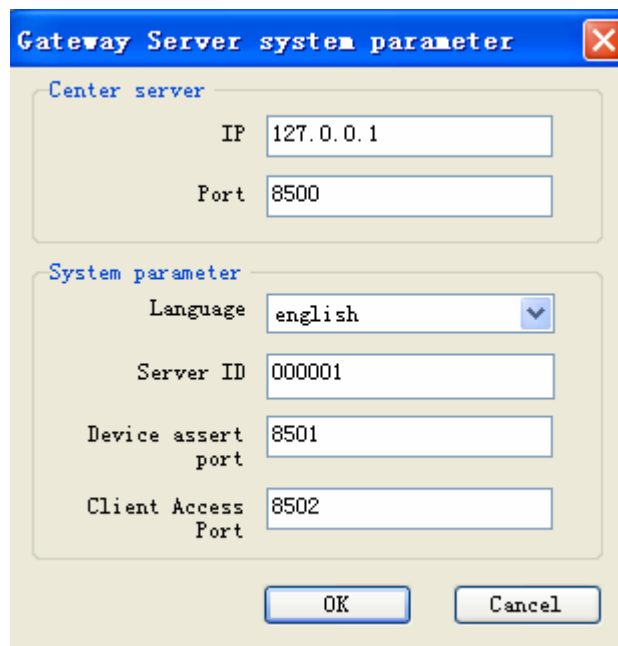 Gateway Server system parameter
Center server
IP 127.0.0.1
Port 8500
System parameter
Language english
Server ID 000001
Device assert 8501
port
Client Access 8502
Port
OK Cancel